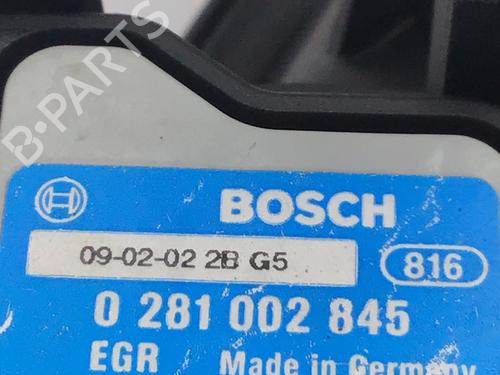 B-PARTS
BOSCH
09-02-02 2B G5
816
0 281 002 845
EGR Made in Germany